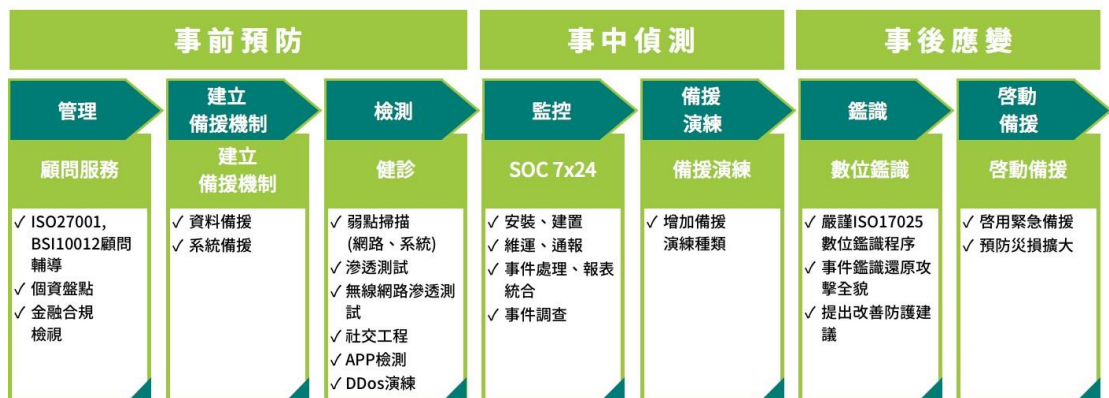 事前預防
事中偵測
事後應變
管理
建立
備援機制
檢測
監控
備援
演練
鑑識
啓動
備援
顧問服務
建立
備援機制
健診
SOC 7x24
備援演練
數位鑑識
啓動備援
✓ ISO27001,
BSI10012顧問
輔導
✓ 個資盤點
✓ 金融合規
檢視
✓ 資料備援
✓ 系統備援
✓ 弱點掃描
(網路、系統)
✓ 滲透測試
✓ 無線網路滲透測
試
✓ 社交工程
✓ APP檢測
✓ DDos演練
✓ 安裝、建置
✓ 維運、通報
✓ 事件處理、報表
統合
✓ 事件調查
✓ 增加備援
演練種類
✓ 嚴謹ISO17025
數位鑑識程序
✓ 事件鑑識還原攻
擊全貌
✓ 提出改善防護建
議
✓ 啓用緊急備援
✓ 預防災損擴大